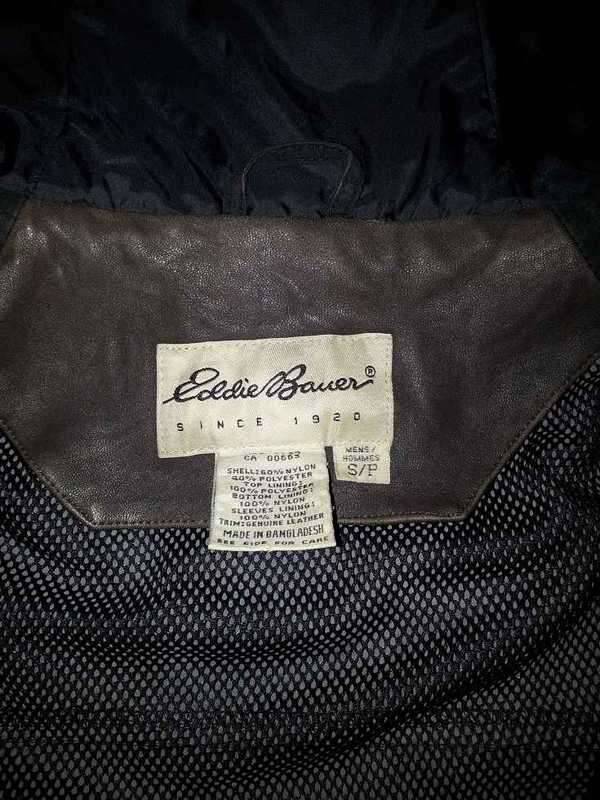 Eddie Bauer®
SINCE 1920
CA 00663
SHELL:60% NYLON
40% POLYESTER
TOP LINING:
100% POLYESTER
BOTTOM LINING:
100% NYLON
SLEEVES LINING:
100% NYLON
TRIM:GENUINE LEATHER
MADE IN BANGLADESH
SEE SIDE FOR CARE
MENS/
HOMMES
S/P